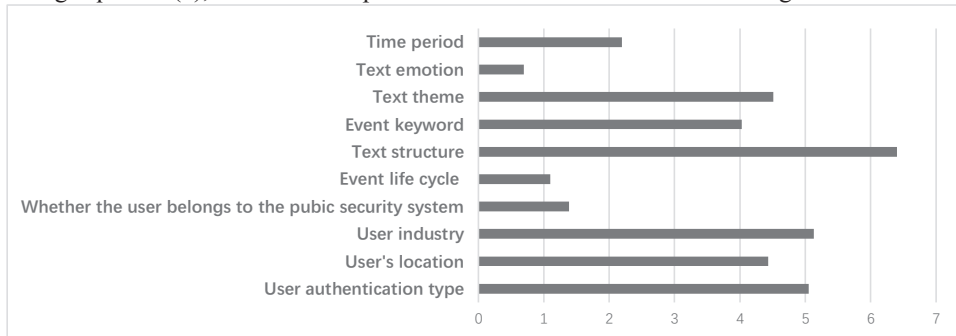 Time period
Text emotion
Text theme
Event keyword
Text structure
Event life cycle
Whether the user belongs to the pubic security system
User industry
User's location
User authentication type
0 1 2 3 4 5 6 7